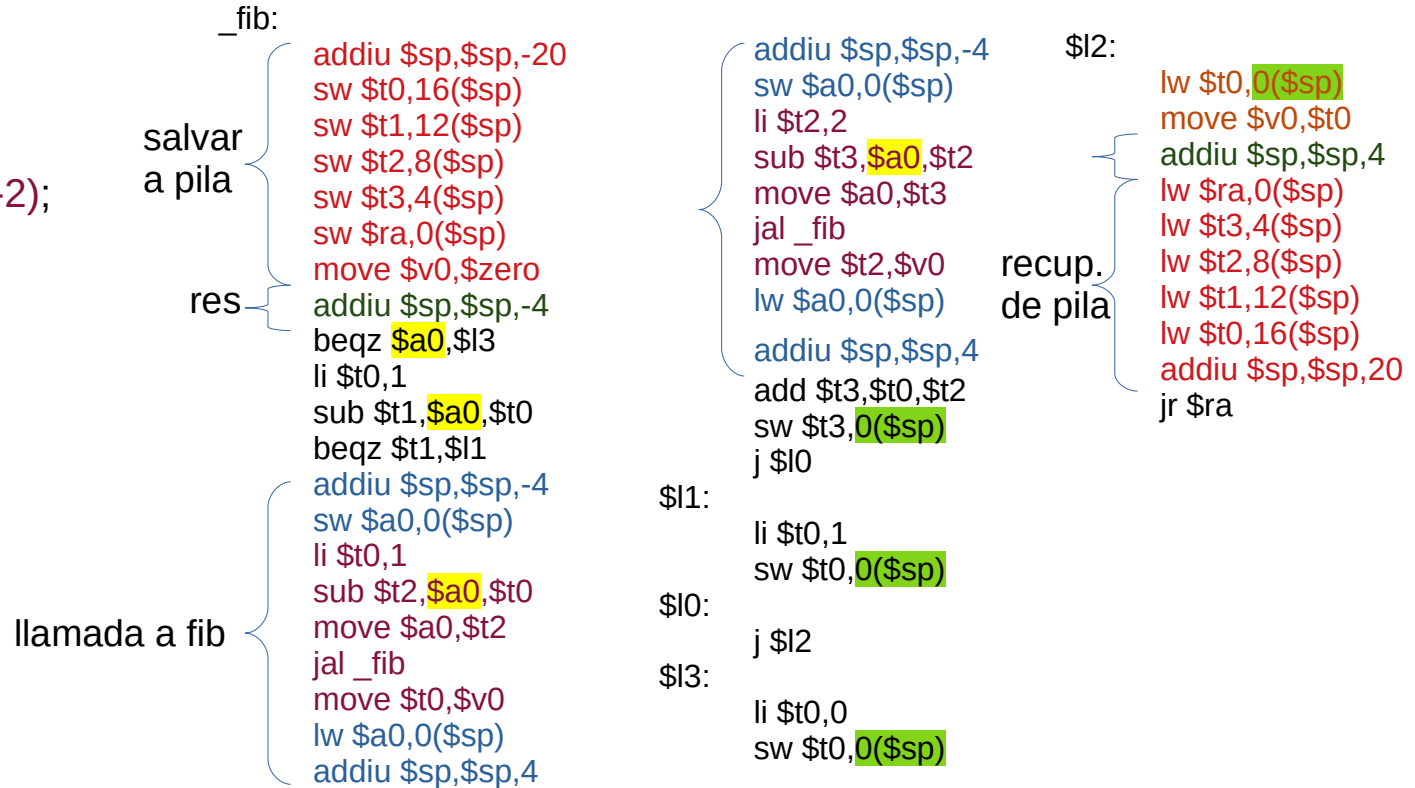 _fib:
addiu $sp,$sp,-20
sw $t0,16($sp)
sw $t1,12($sp)
salvar
a pila
sw $t2,8($sp)
-2);
sw $t3,4($sp)
sw $ra,0($sp)
move $v0,$zero
res
addiu $sp,$sp,-4
beqz $a0,$l3
li $t0,1
sub $t1,$a0,$t0
beqz $t1,$l1
addiu $sp,$sp,-4
sw $a0,0($sp)
li $t0,1
sub $t2,$a0,$t0
llamada a fib
move $a0,$t2
jal _fib
move $t0,$v0
lw $a0,0($sp)
addiu $sp,$sp,4
addiu $sp,$sp,-4
sw $a0,0($sp)
li $t2,2
sub $t3,$a0,$t2
move $a0,$t3
jal _fib
move $t2,$v0
lw $a0,0($sp)
addiu $sp,$sp,4
add $t3,$t0,$t2
sw $t3,0($sp)
j $l0
$l1:
li $t0,1
sw $t0,0($sp)
$l0:
j $l2
$l3:
li $t0,0
sw $t0,0($sp)
$l2:
lw $t0,0($sp)
move $v0,$t0
addiu $sp,$sp,4
lw $ra,0($sp)
lw $t3,4($sp)
recup.
de pila
lw $t2,8($sp)
lw $t1,12($sp)
lw $t0,16($sp)
addiu $sp,$sp,20
jr $ra